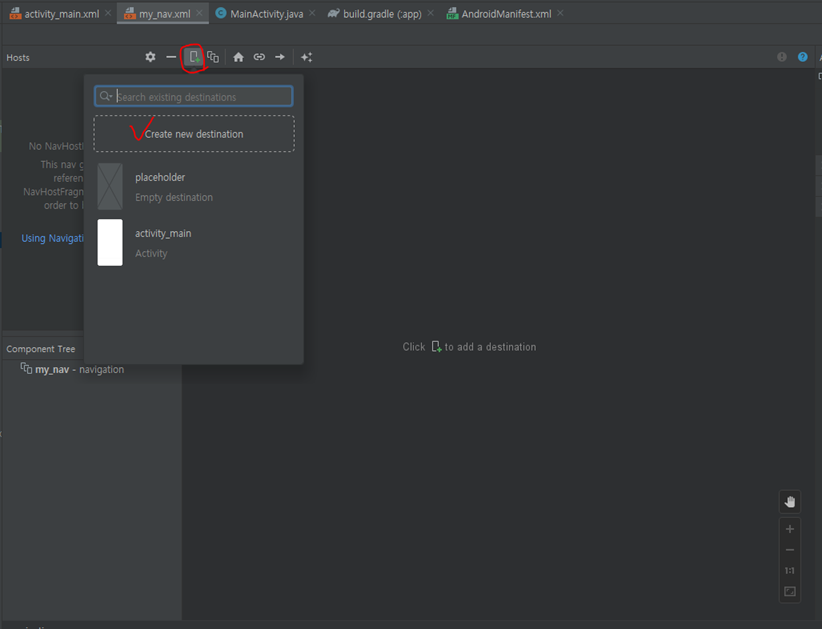 activity_main.xml
my_nav.xml
MainActivity.java
build.gradle (:app)
AndroidManifest.xml
Hosts
Search existing destinations
Create new destination
No NavHost
This nav g
placeholder
referen
Empty destination
NavHostFragm
order to
activity_main
Using Navigati
Activity
Click to add a destination
Component Tree
my_nav - navigation
1:1